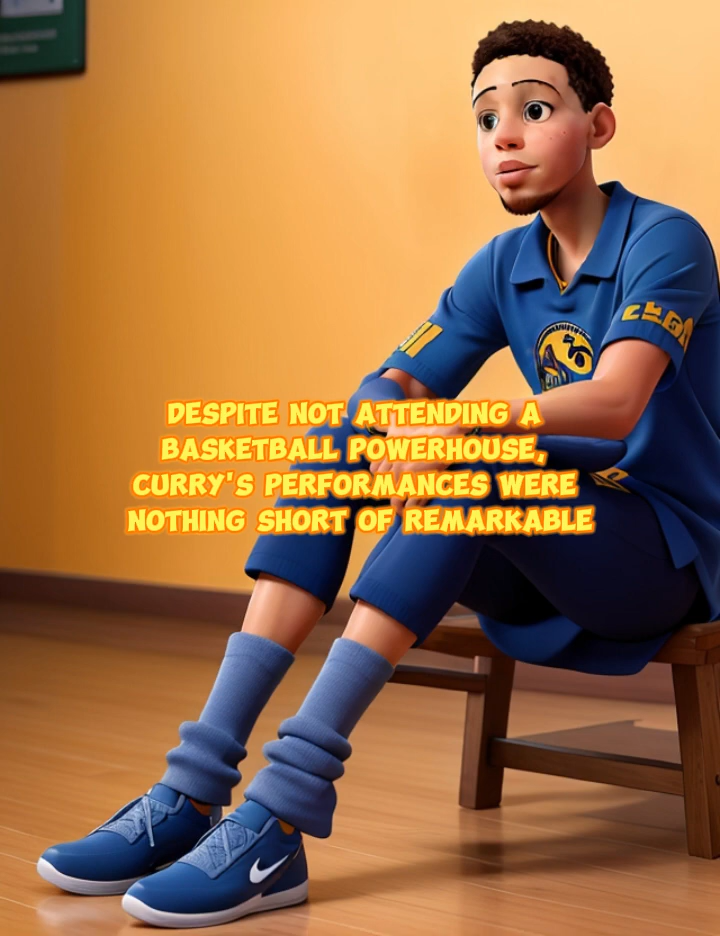 DESPITE NOT ATTENDING A
BASKETBALL POWERHOUSE,
CURRY'S PERFORMANCES WERE
NOTHING SHORT OF REMARKABLE